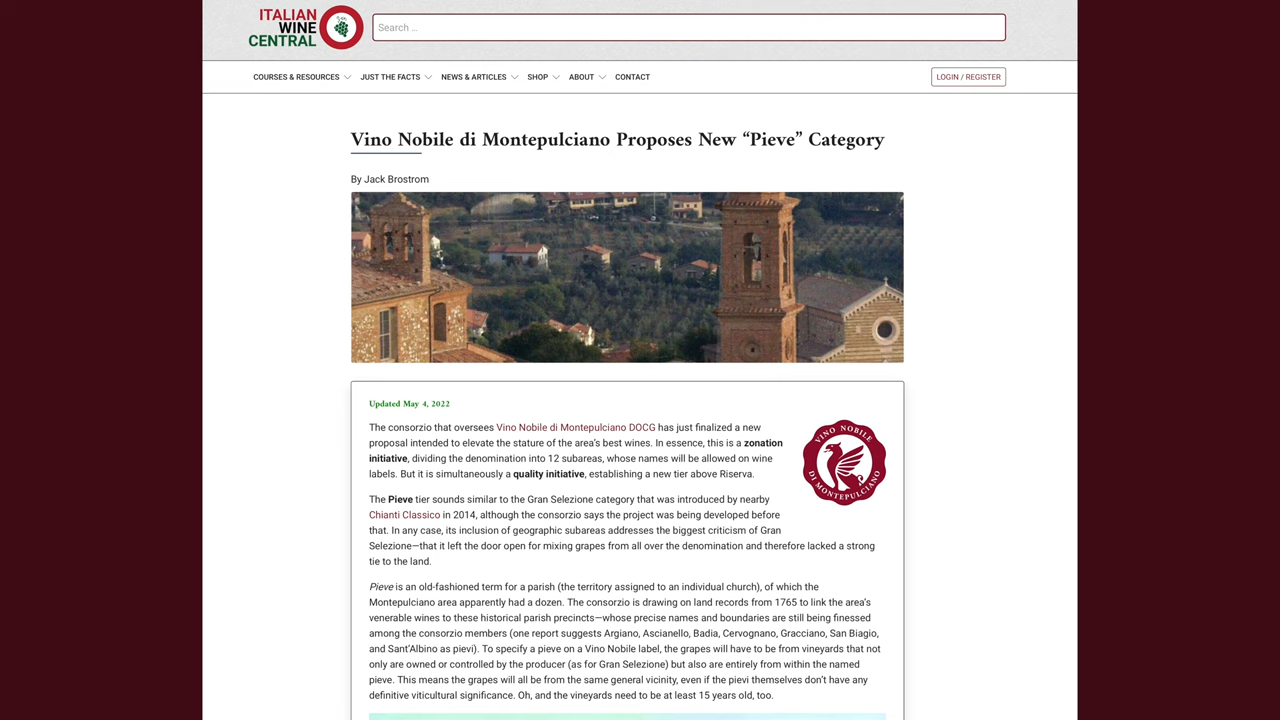 ITALIAN
WINE
CENTRAL
Search ...
COURSES & RESOURCES JUST THE FACTS NEWS & ARTICLES SHOP ABOUT CONTACT LOGIN / REGISTER
Vino Nobile di Montepulciano Proposes New “Pieve” Category
By Jack Brostrom
Updated May 4, 2022
The consorzio that oversees Vino Nobile di Montepulciano DOCG has just finalized a new
proposal intended to elevate the stature of the area’s best wines. In essence, this is a zonation
initiative, dividing the denomination into 12 subareas, whose names will be allowed on wine
labels. But it is simultaneously a quality initiative, establishing a new tier above Riserva.
VINO NOBILE
DI MONTEPULCIANO
The Pieve tier sounds similar to the Gran Selezione category that was introduced by nearby
Chianti Classico in 2014, although the consorzio says the project was being developed before
that. In any case, its inclusion of geographic subareas addresses the biggest criticism of Gran
Selezione—that it left the door open for mixing grapes from all over the denomination and therefore lacked a strong
tie to the land.
Pieve is an old-fashioned term for a parish (the territory assigned to an individual church), of which the
Montepulciano area apparently had a dozen. The consorzio is drawing on land records from 1765 to link the area’s
venerable wines to these historical parish precincts—whose precise names and boundaries are still being finessed
among the consorzio members (one report suggests Argiano, Ascianello, Badia, Cervognano, Gracciano, San Biagio,
and Sant’Albino as pievi). To specify a pieve on a Vino Nobile label, the grapes will have to be from vineyards that not
only are owned or controlled by the producer (as for Gran Selezione) but also are entirely from within the named
pieve. This means the grapes will all be from the same general vicinity, even if the pievi themselves don’t have any
definitive viticultural significance. Oh, and the vineyards need to be at least 15 years old, too.